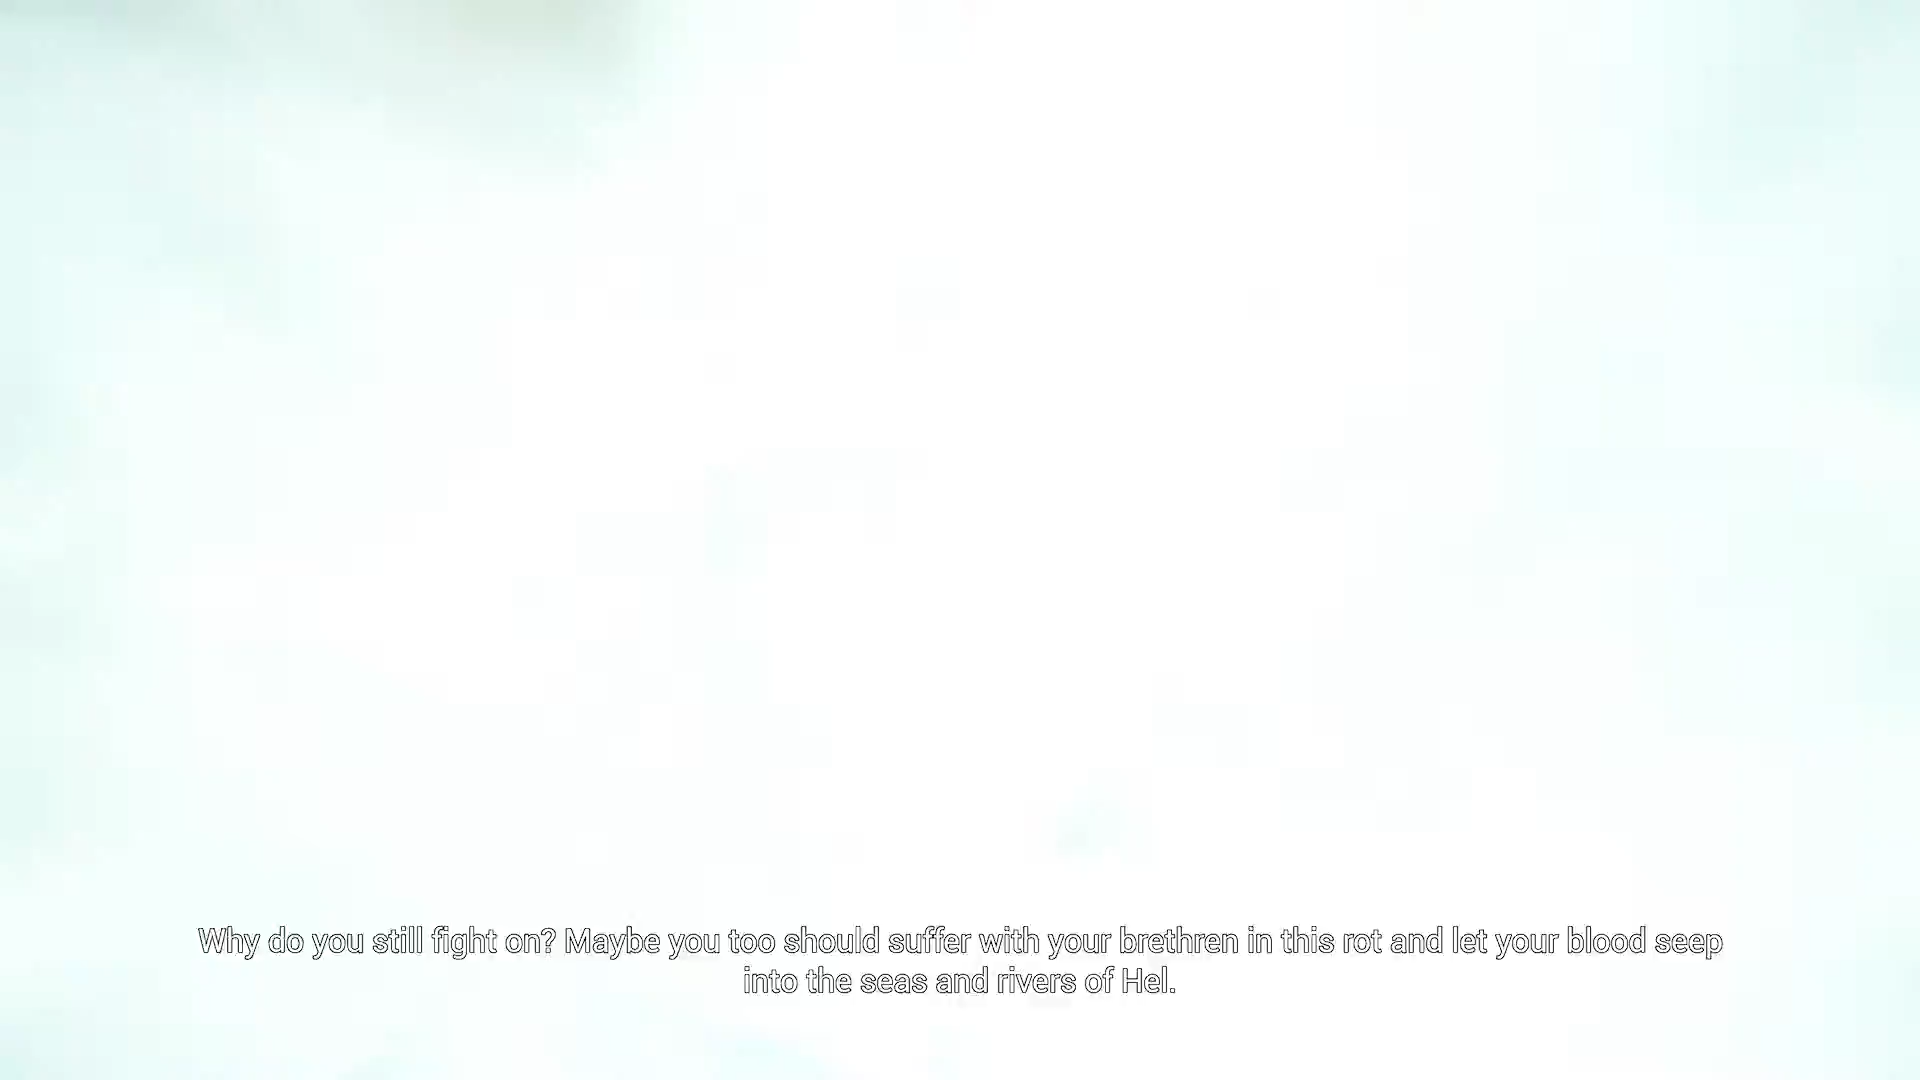 Why do you still fight on? Maybe you too should suffer with your brethren in this rot and let your blood seep
into the seas and rivers of Hel.